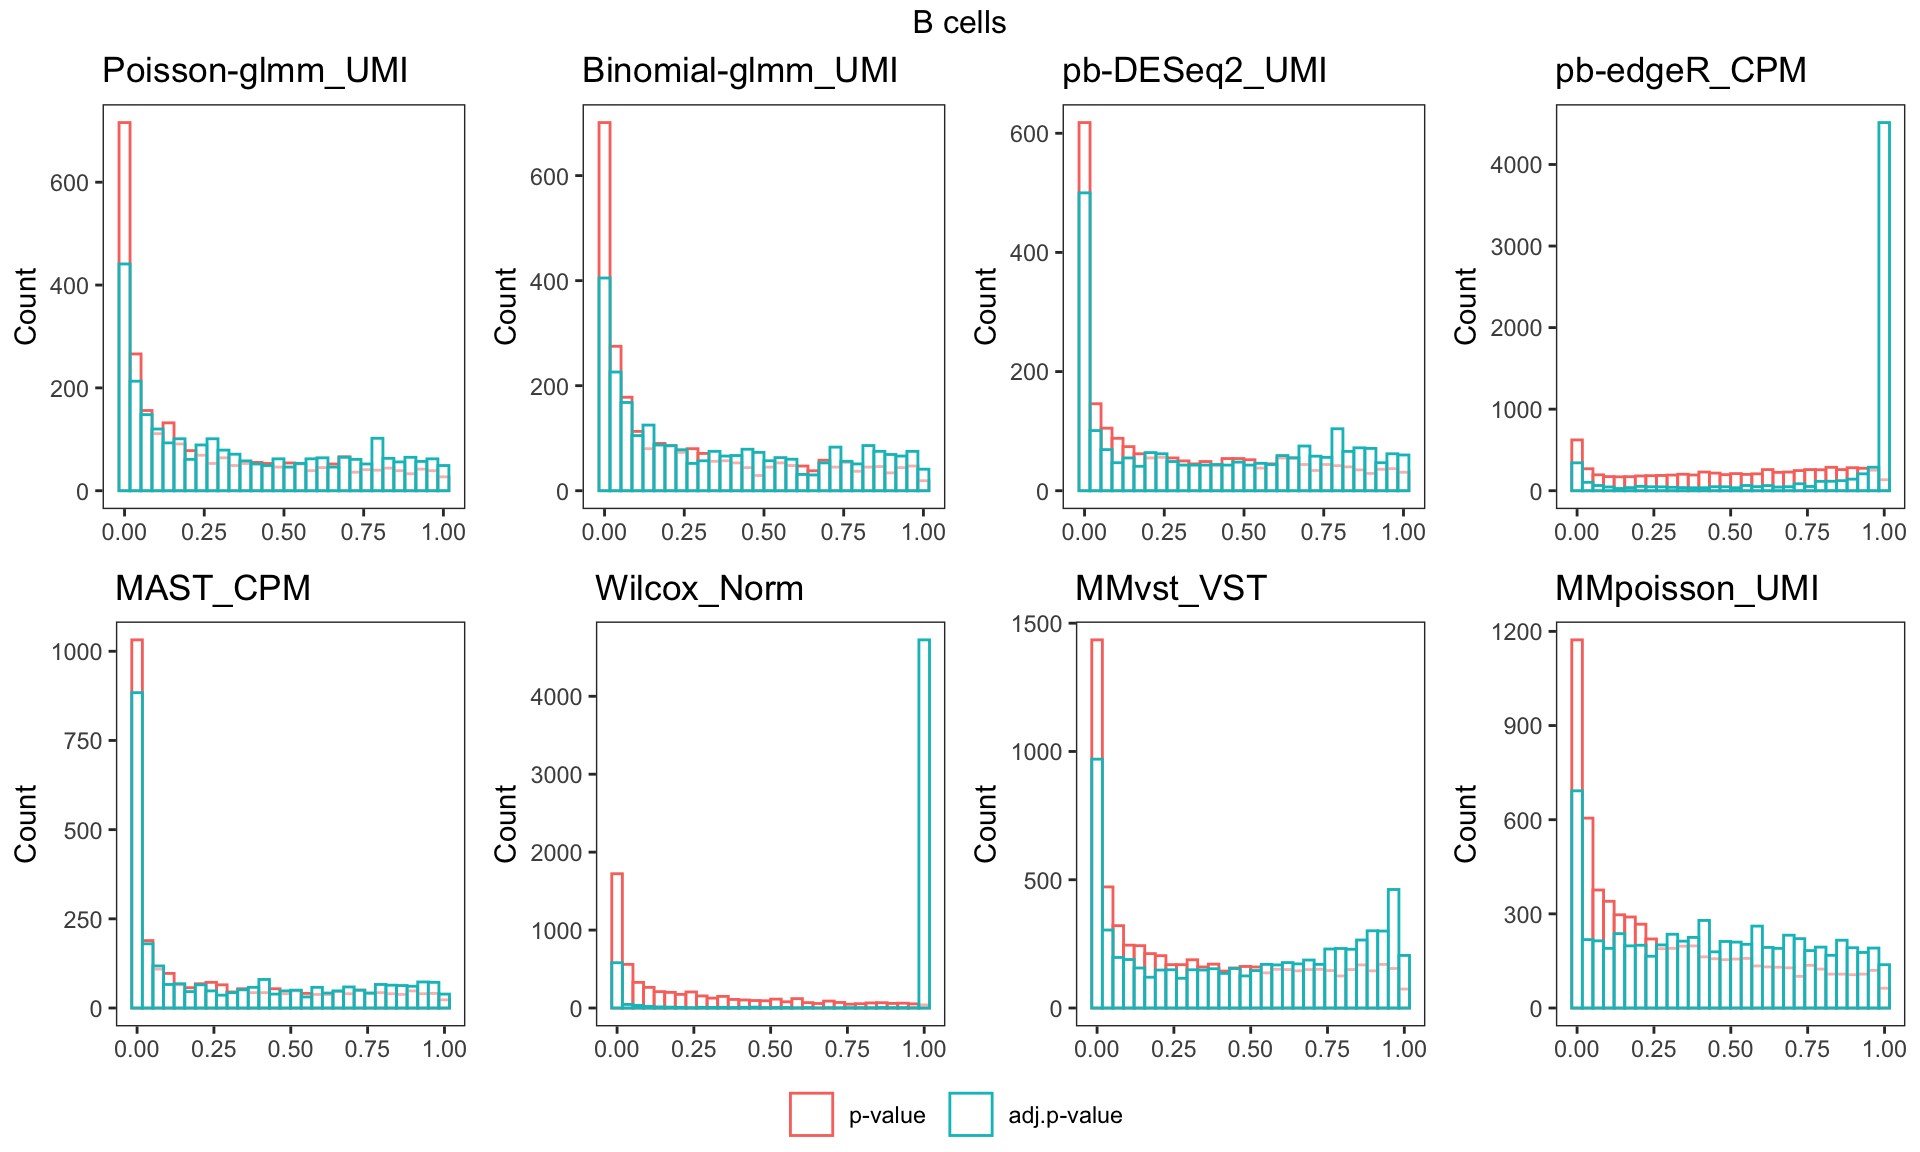 B cells
Poisson-glmm_UMI
Binomial-glmm_UMI
pb-DESeq2_UMI
pb-edgeR_CPM
Count
600
400
200
0
0.00 0.25 0.50 0.75 1.00
Count
600
400
200
0
0.00 0.25 0.50 0.75 1.00
Count
600
400
200
0
0.00 0.25 0.50 0.75 1.00
Count
4000
3000
2000
1000
0
0.00 0.25 0.50 0.75 1.00
MAST_CPM
Wilcox_Norm
MMvst_VST
MMpoisson_UMI
Count
1000
750
500
250
0
0.00 0.25 0.50 0.75 1.00
Count
4000
3000
2000
1000
0
0.00 0.25 0.50 0.75 1.00
Count
1500
1000
500
0
0.00 0.25 0.50 0.75 1.00
Count
1200
900
600
300
0
0.00 0.25 0.50 0.75 1.00
p-value
adj.p-value